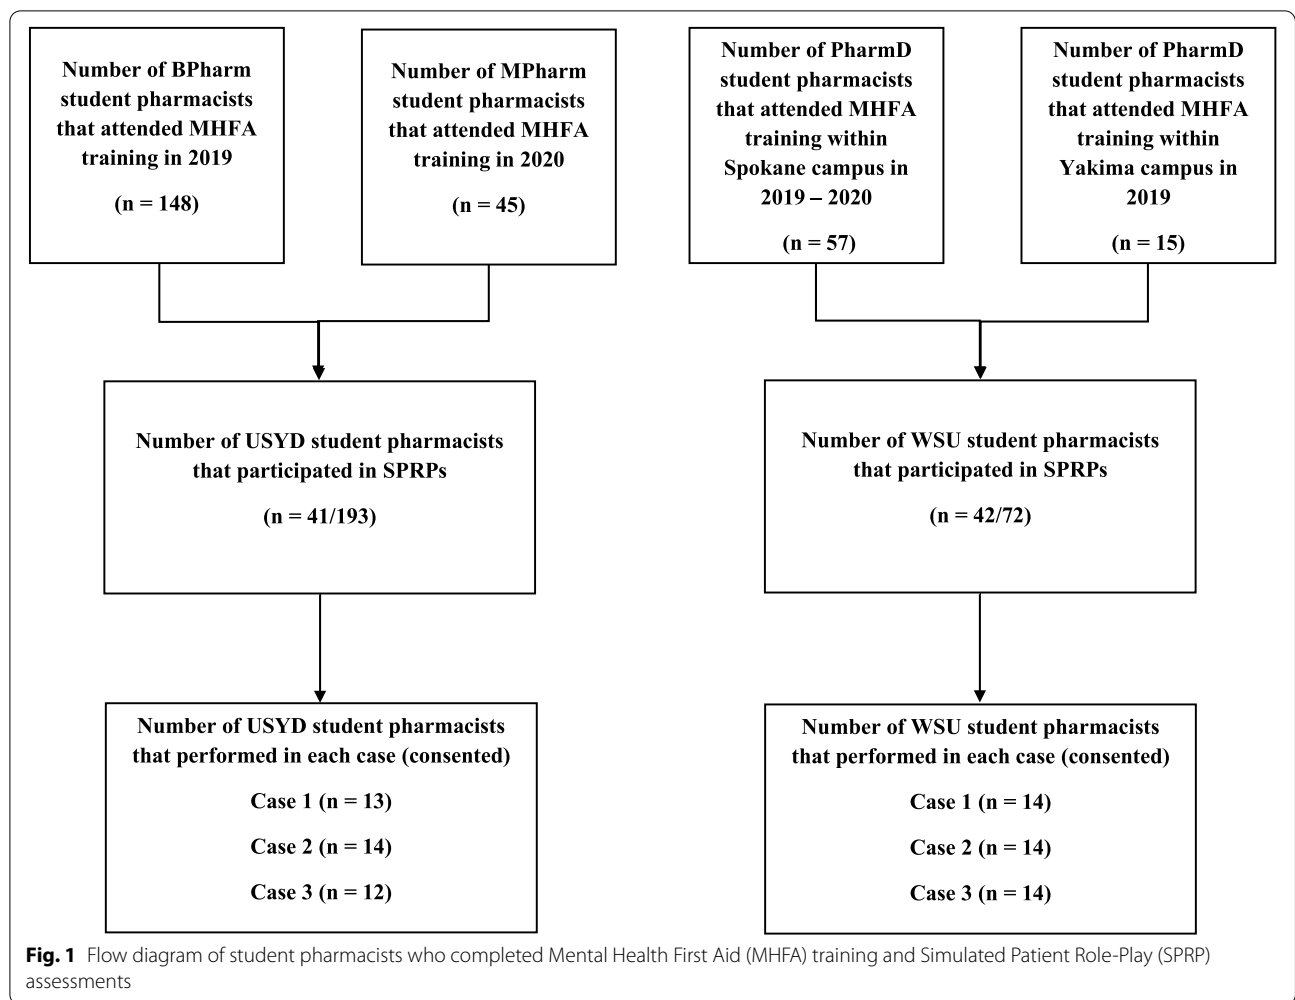 Number of BPharm
student pharmacists
that attended MHFA
training in 2019
(n = 148)
Number of MPharm
student pharmacists
that attended MHFA
training in 2020
(n = 45)
Number of PharmD
student pharmacists
that attended MHFA
training within
Spokane campus in
2019 – 2020
(n = 57)
Number of PharmD
student pharmacists
that attended MHFA
training within
Yakima campus in
2019
(n = 15)
Number of USYD student pharmacists
that participated in SPRPs
(n = 41/193)
Number of WSU student pharmacists
that participated in SPRPs
(n = 42/72)
Number of USYD student pharmacists
that performed in each case (consented)
Case 1 (n = 13)
Case 2 (n = 14)
Case 3 (n = 12)
Number of WSU student pharmacists
that performed in each case (consented)
Case 1 (n = 14)
Case 2 (n = 14)
Case 3 (n = 14)
Fig. 1 Flow diagram of student pharmacists who completed Mental Health First Aid (MHFA) training and Simulated Patient Role-Play (SPRP)
assessments